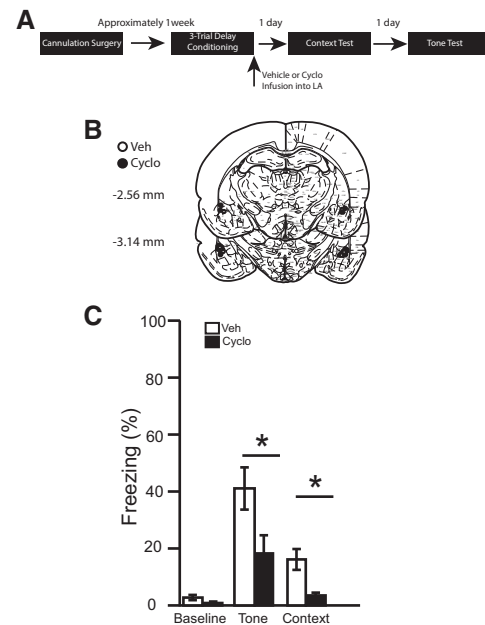 A
Approximately 1week
1 day
1 day
Cannulation Surgery
3-Trial Delay
Conditioning
Context Test
Tone Test
Vehicle or Cyclo
Infusion into LA
B
Veh
Cyclo
-2.56 mm
-3.14 mm
C
Freezing (%)
100
80
60
40
20
0
Veh
Cyclo
*
*
Baseline
Tone
Context